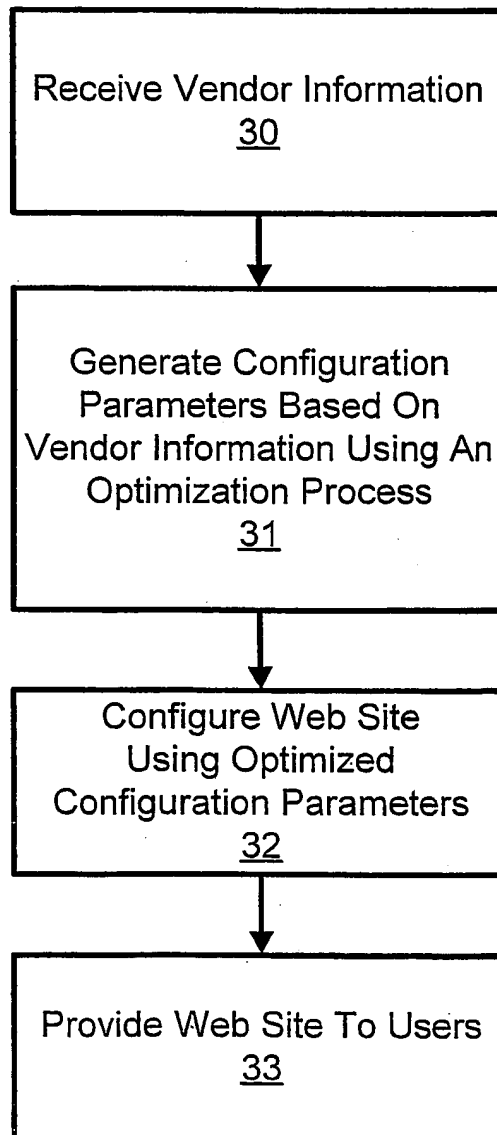 Receive Vendor Information
30
Generate Configuration
Parameters Based On
Vendor Information Using An
Optimization Process
31
Configure Web Site
Using Optimized
Configuration Parameters
32
Provide Web Site To Users
33